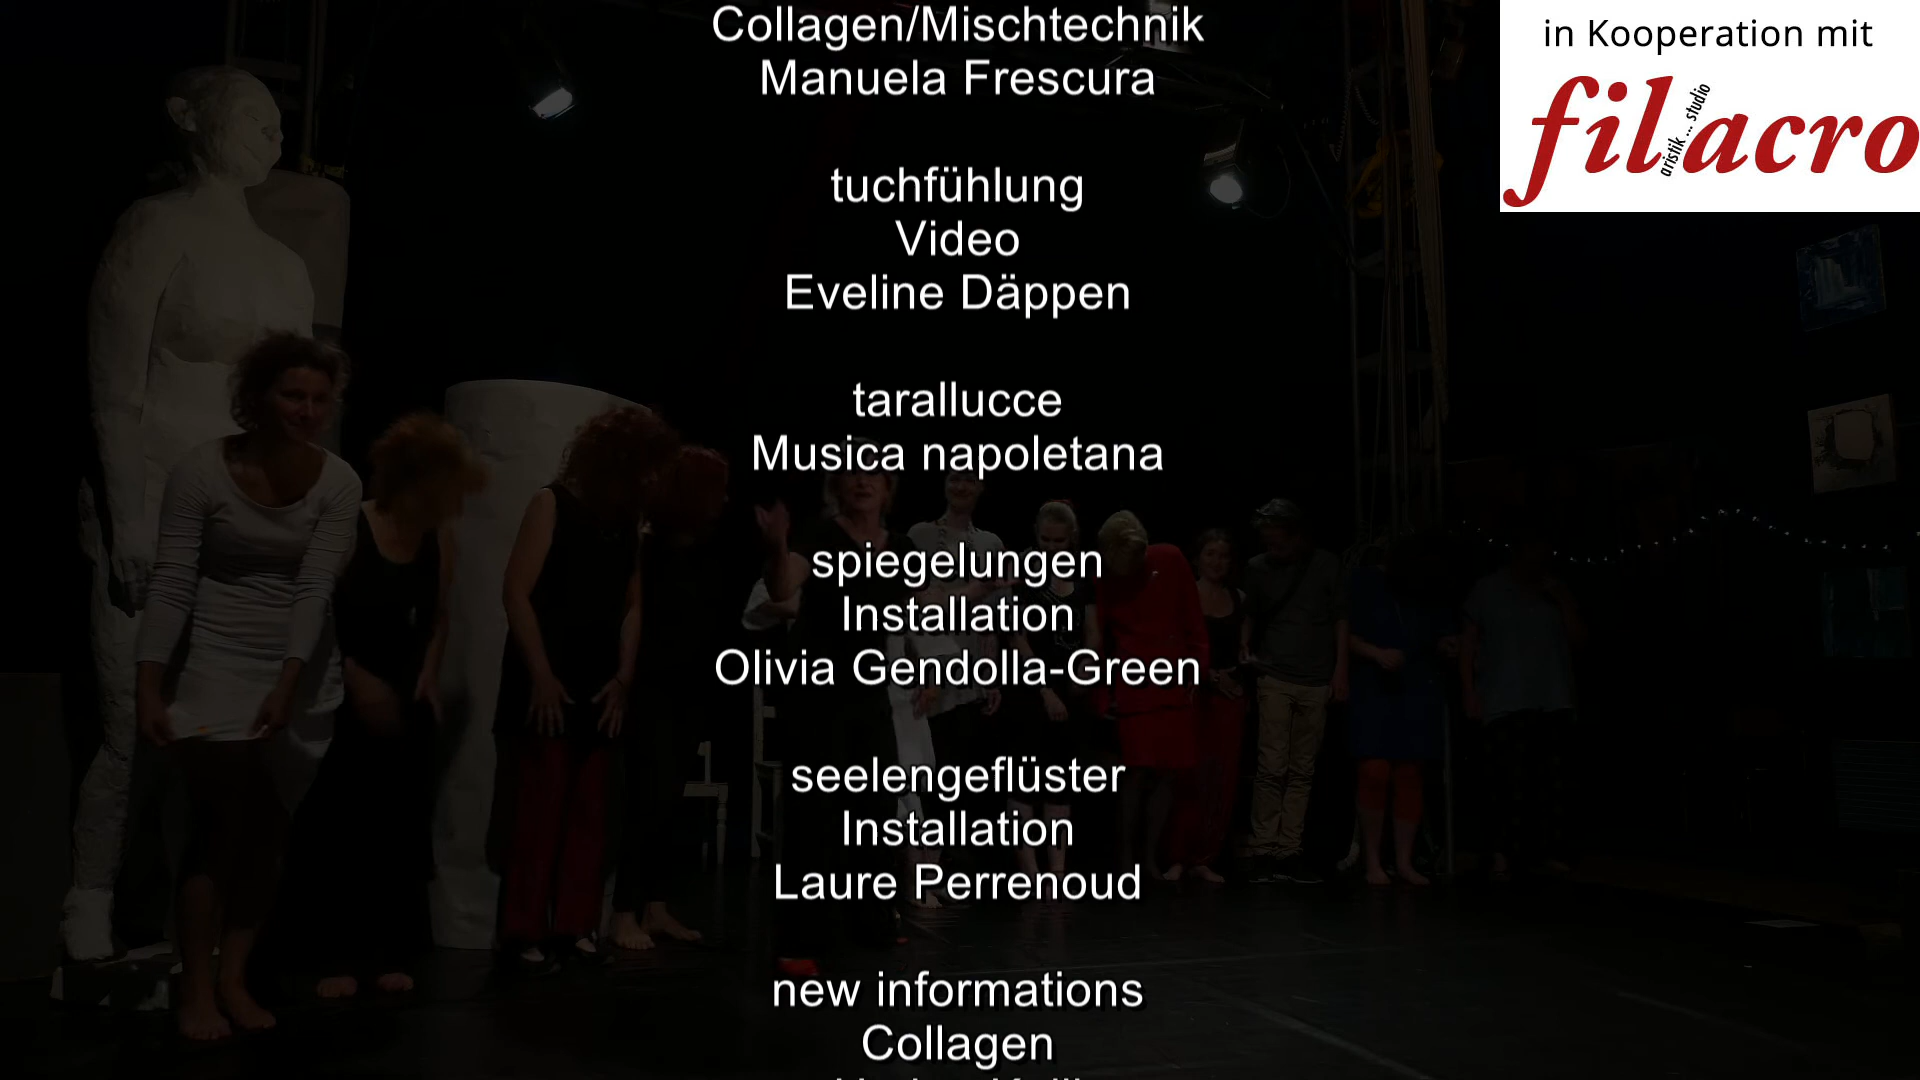 Collagen/Mischtechnik
Manuela Frescura
tuchfühlung
Video
Eveline Däppen
tarallucce
Musica napoletana
spiegelungen
Installation
Olivia Gendolla-Green
seelengeflüster
Installation
Laure Perrenoud
new informations
Collagen
in Kooperation mit
filacro
aristik... studio